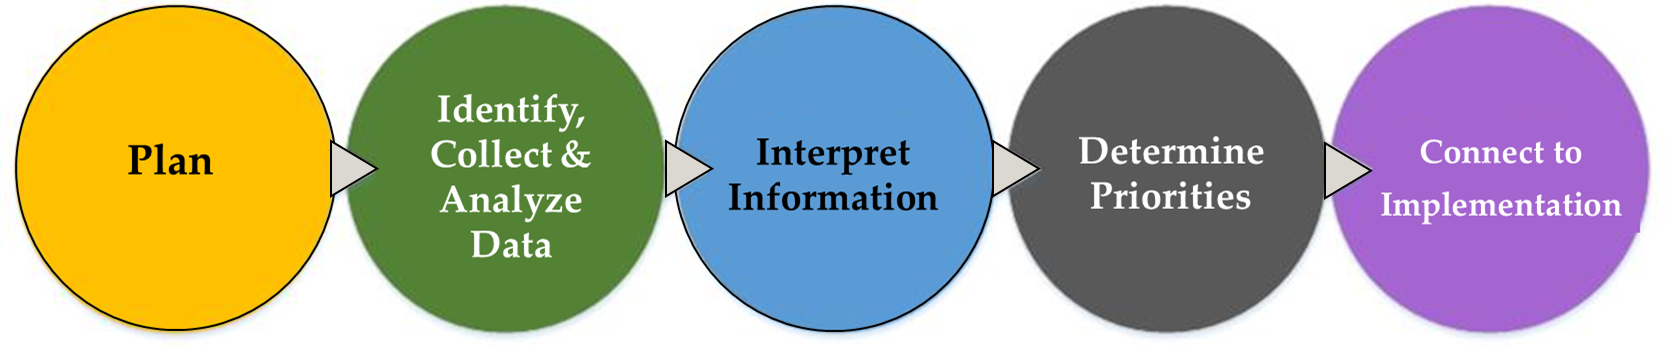 Plan
Identify,
Collect &
Analyze
Data
Interpret
Information
Determine
Priorities
Connect to
Implementation